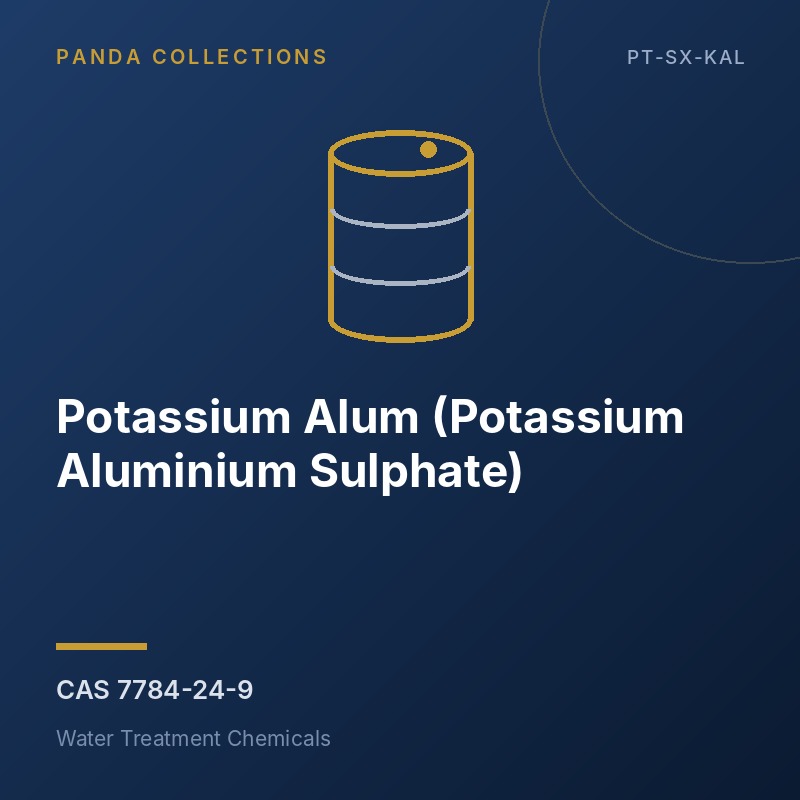 PANDA COLLECTIONS
PT-SX-KAL
Potassium Alum (Potassium
Aluminium Sulphate)
CAS 7784-24-9
Water Treatment Chemicals